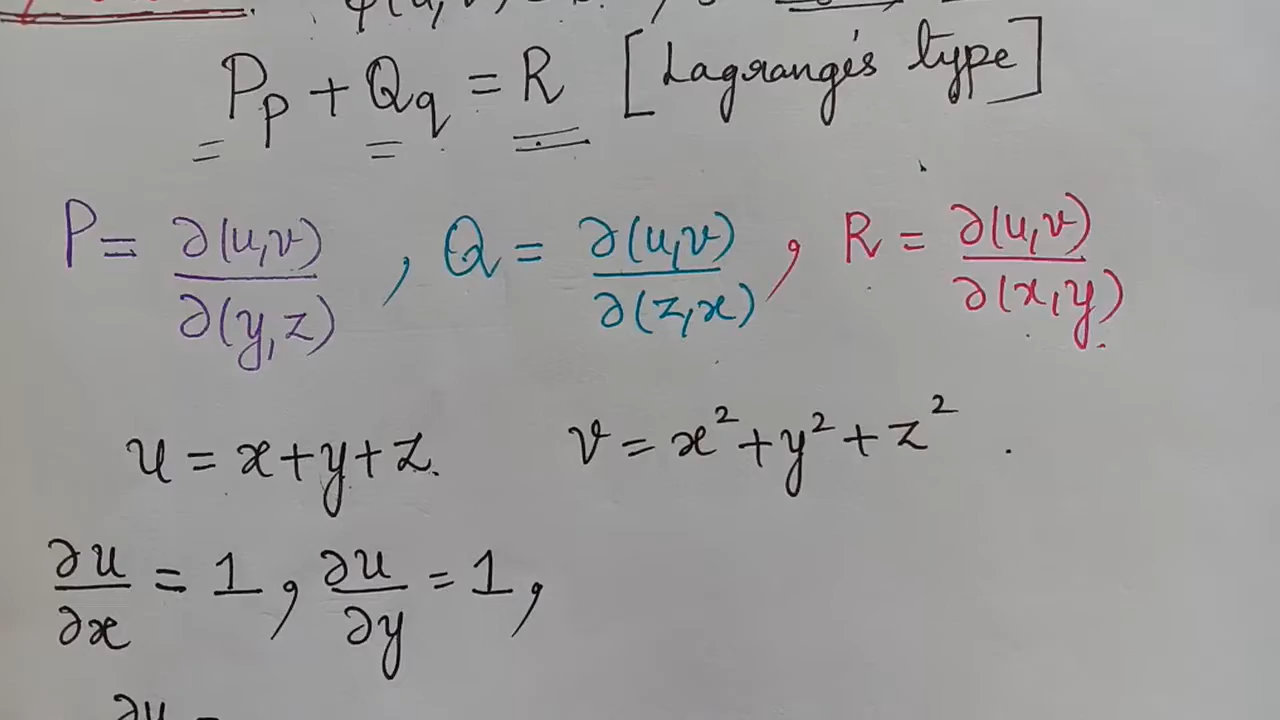 φ(u,v)
Pp + Qq = R [Lagrange's type]
P = ∂(u,v)/∂(y,z) , Q = ∂(u,v)/∂(z,x) , R = ∂(u,v)/∂(x,y)
u = x+y+z. v = x²+y²+z² .
∂u/∂x = 1 , ∂u/∂y = 1 ,
∂u =